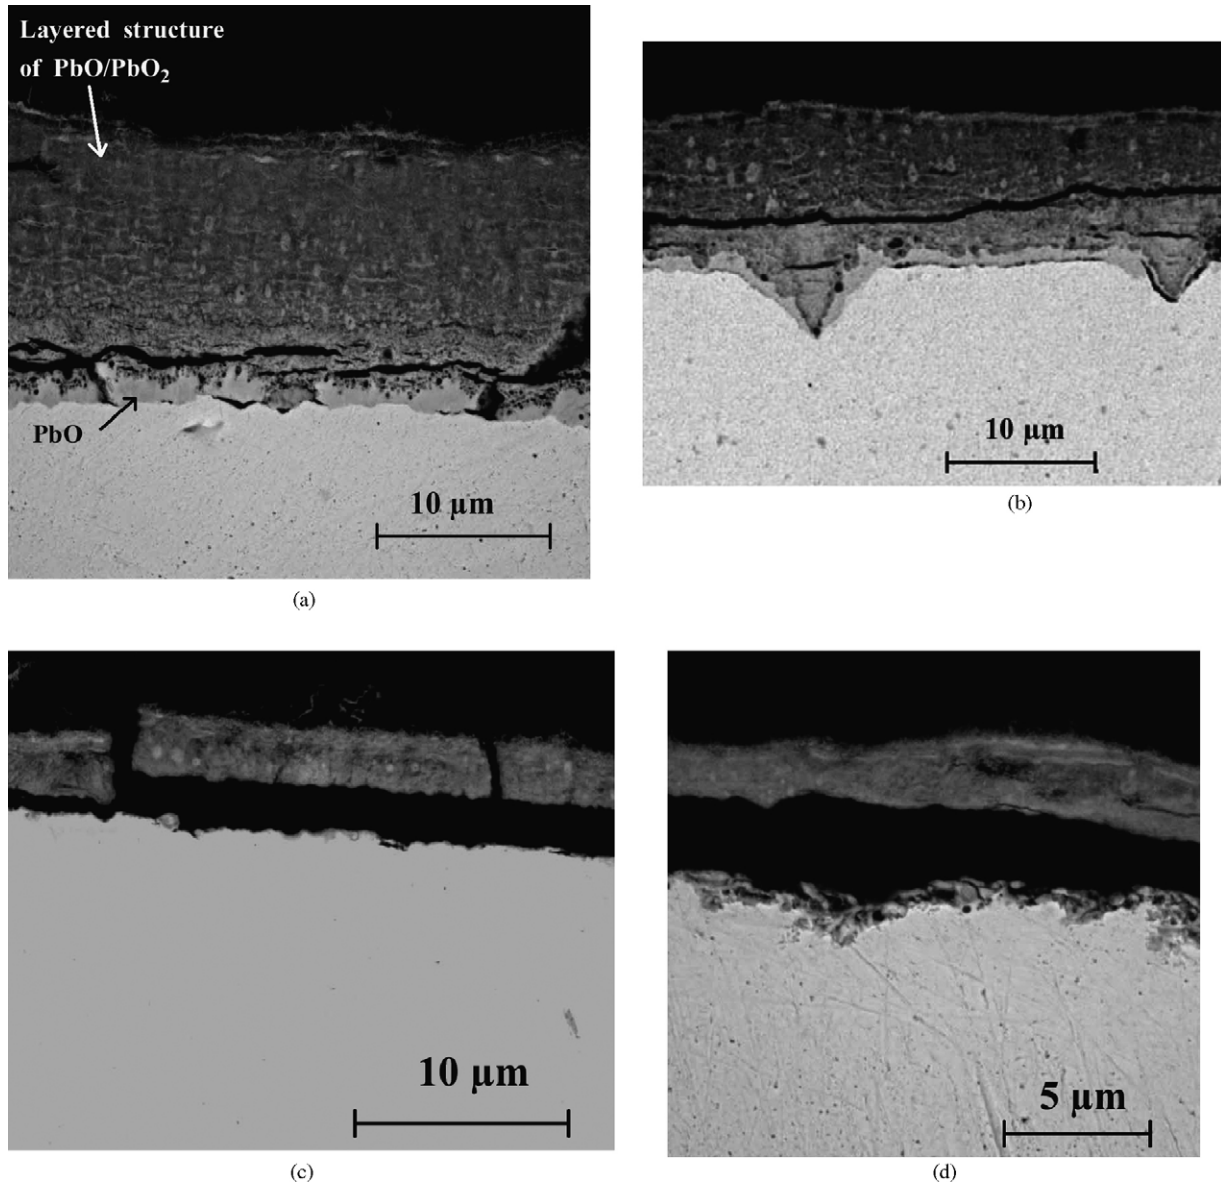 Layered structure
of PbO/PbO₂
PbO
10 μm
(a)
10 μm
(b)
10 μm
(c)
5 μm
(d)